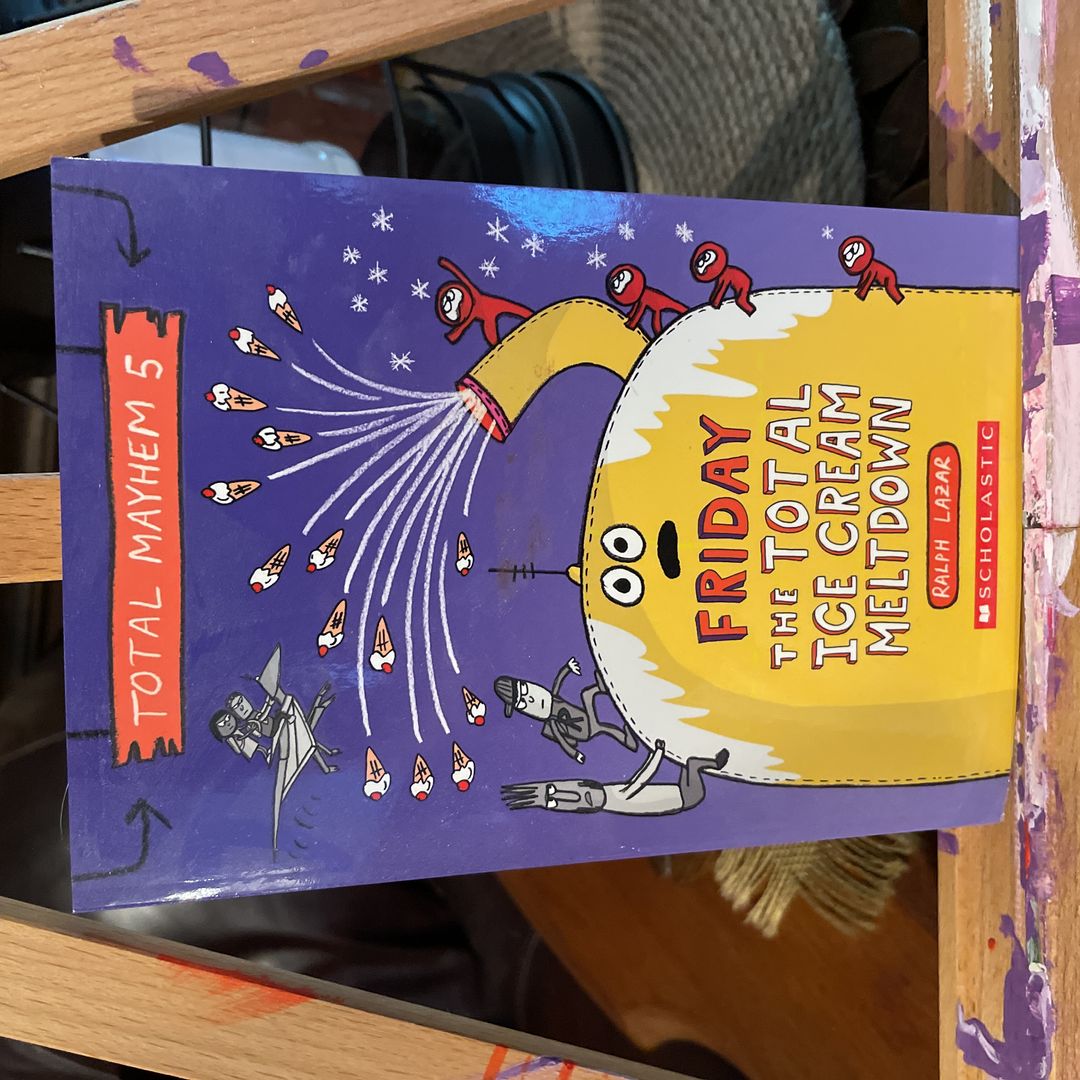 TOTAL MAYHEM 5
FRIDAY
THE TOTAL
ICE CREAM
MELTDOWN
RALPH LAZAR
SCHOLASTIC